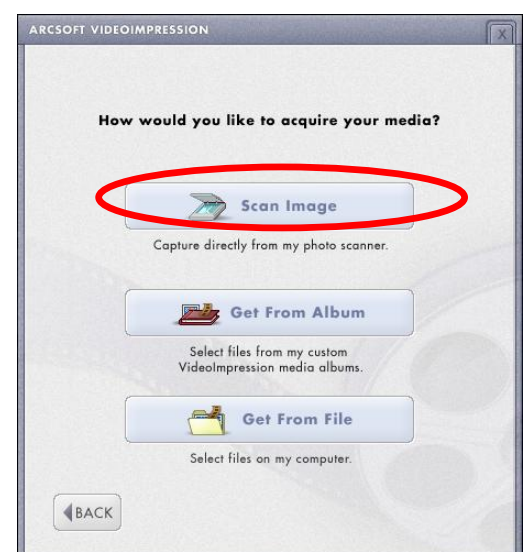 ARCSOFT VIDEOIMPRESSION
X
How would you like to acquire your media?
Scan Image
Capture directly from my photo scanner.
Get From Album
Select files from my custom
VideoImpression media albums.
Get From File
Select files on my computer.
BACK